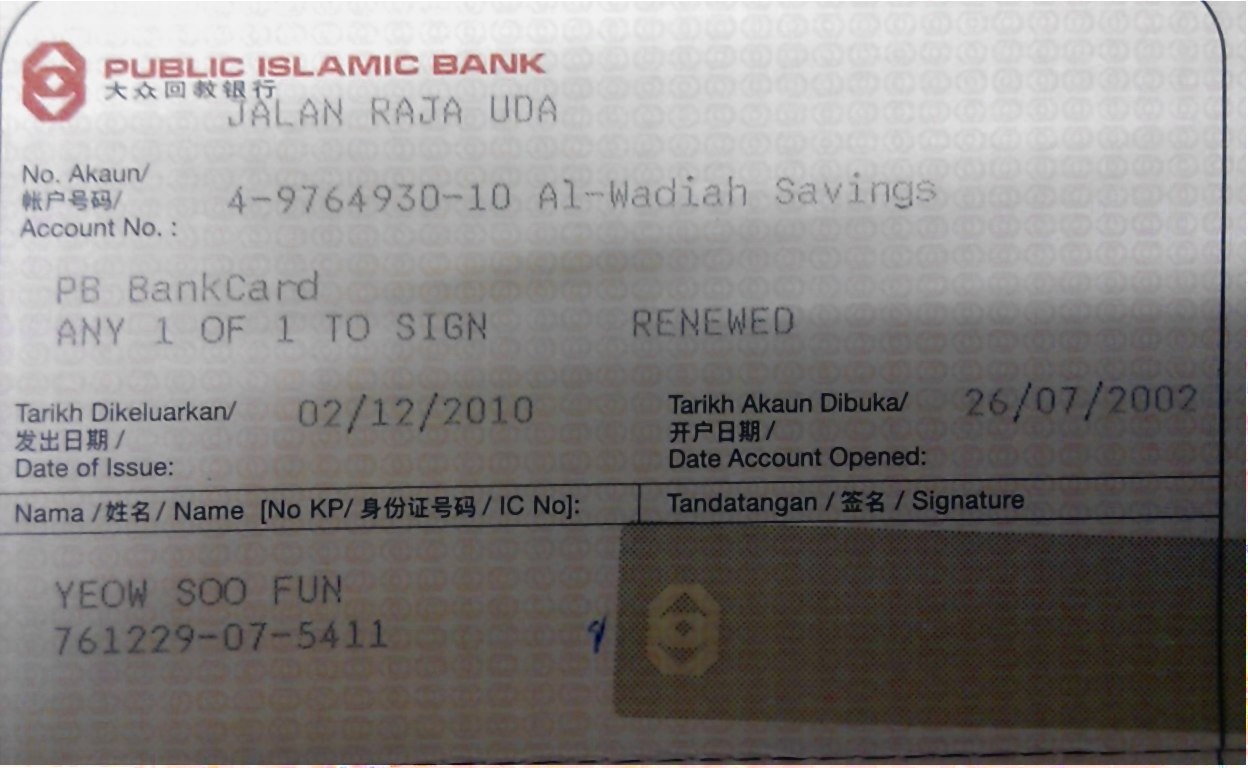 PUBLIC ISLAMIC BANK
大众回教银行
JALAN RAJA UDA
No. Akaun/
帐户号码/
Account No. :
4-9764930-10 Al-Wadiah Savings
PB BankCard
ANY 1 OF 1 TO SIGN RENEWED
Tarikh Dikeluarkan/
发出日期 /
Date of Issue:
02/12/2010
Tarikh Akaun Dibuka/
开户日期 /
Date Account Opened:
26/07/2002
Nama / 姓名 / Name [No KP/ 身份证号码 / IC No]:
Tandatangan / 签名 / Signature
YEOW SOO FUN
761229-07-5411